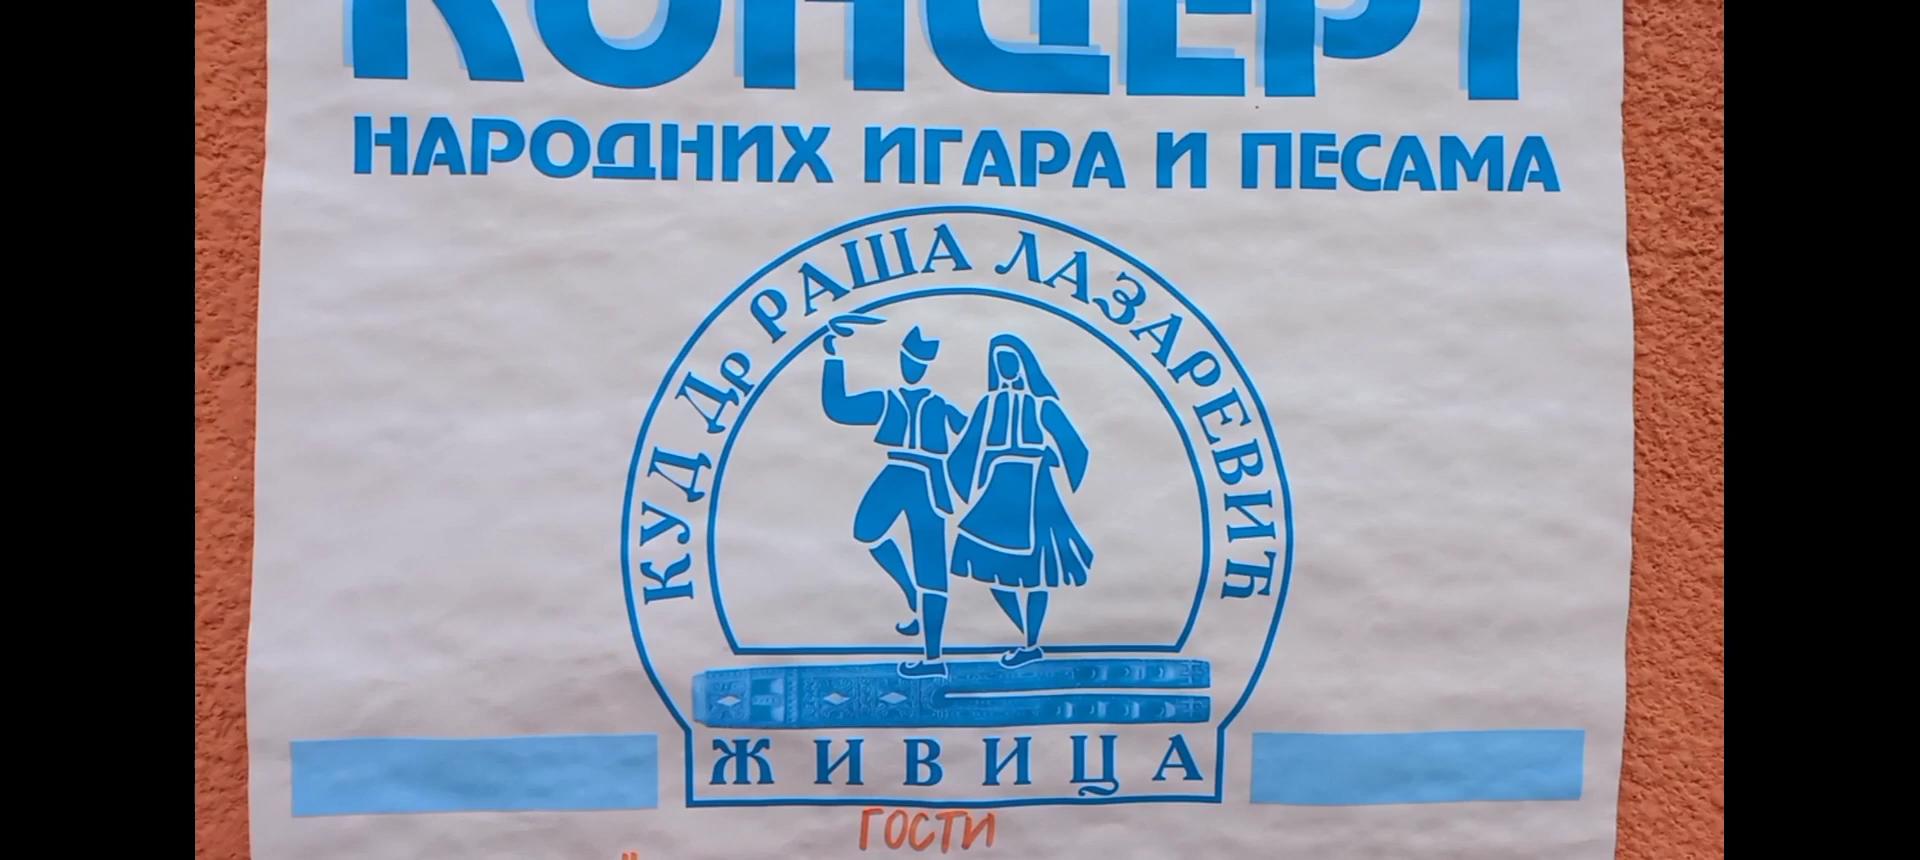 КОНЦЕРТ
НАРОДНИХ ИГАРА И ПЕСАМА
КУД Др РАША ЛАЗАРЕВИЋ
ЖИВИЦА
ГОСТИ